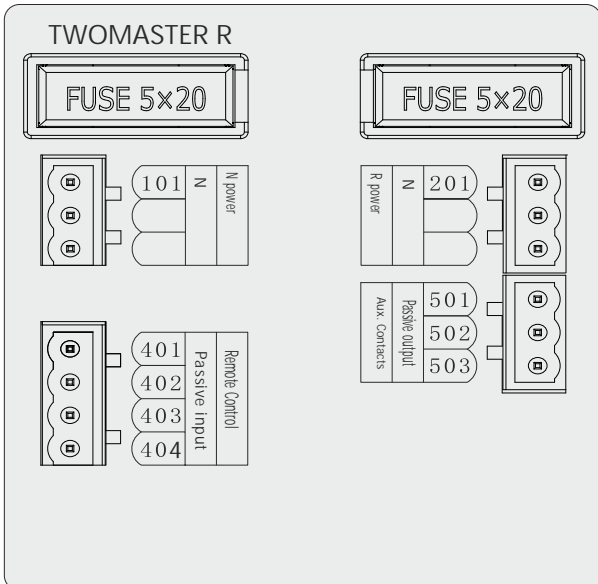 TWOMASTER R
FUSE 5×20
FUSE 5×20
101
N
N power
R power
N
201
501
502
503
Passive output
Aux. Contacts
401
402
403
404
Passive input
Remote Control